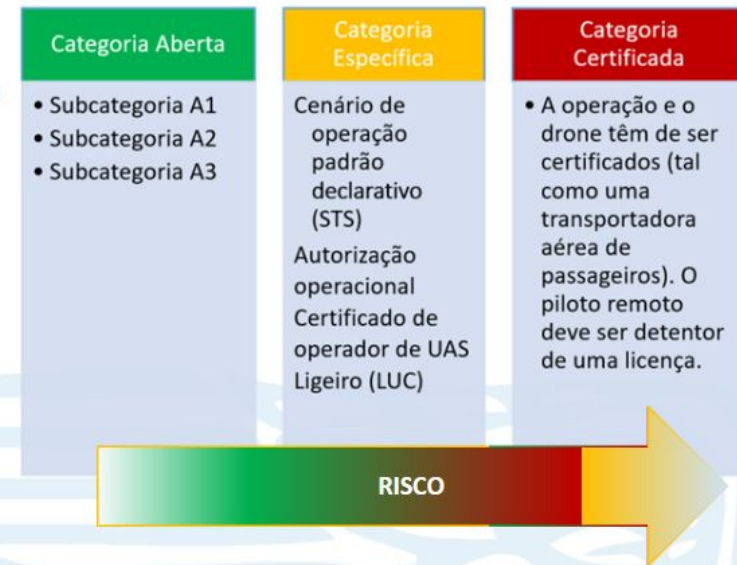 Categoria Aberta
• Subcategoria A1
• Subcategoria A2
• Subcategoria A3
Categoria
Específica
Cenário de
operação
padrão
declarativo
(STS)
Autorização
operacional
Certificado de
operador de UAS
Ligeiro (LUC)
Categoria
Certificada
• A operação e o
drone têm de ser
certificados (tal
como uma
transportadora
aérea de
passageiros). O
piloto remoto
deve ser detentor
de uma licença.
RISCO